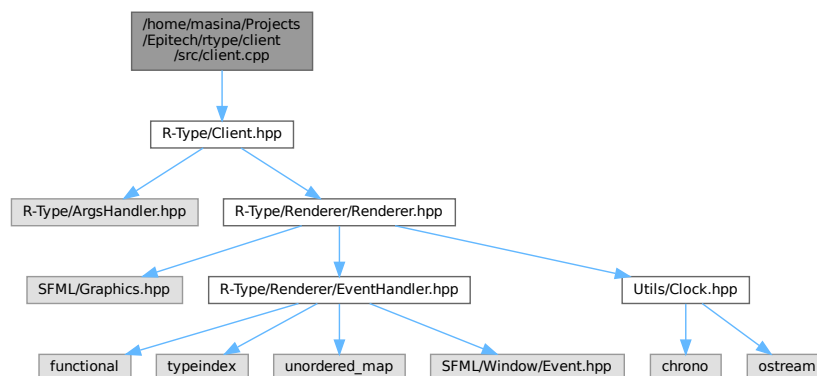 /home/masina/Projects
/Epitech/rtype/client
/src/client.cpp
R-Type/Client.hpp
R-Type/ArgsHandler.hpp
R-Type/Renderer/Renderer.hpp
SFML/Graphics.hpp
R-Type/Renderer/EventHandler.hpp
Utils/Clock.hpp
functional
typeindex
unordered_map
SFML/Window/Event.hpp
chrono
ostream